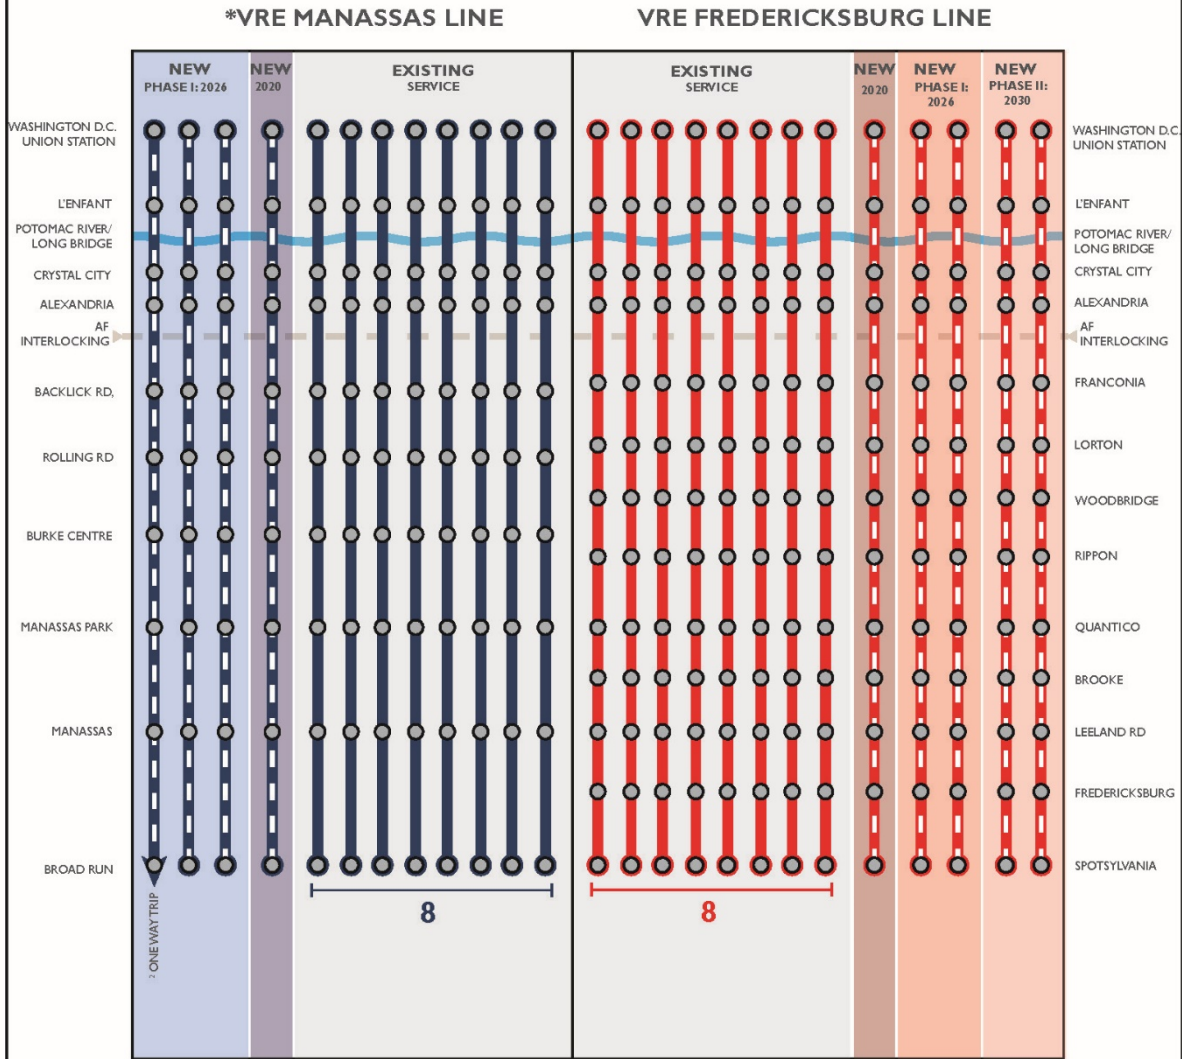 *VRE MANASSAS LINE
VRE FREDERICKSBURG LINE
NEW
PHASE I: 2026
NEW
2020
EXISTING
SERVICE
EXISTING
SERVICE
NEW
2020
NEW
PHASE I:
2026
NEW
PHASE II:
2030
WASHINGTON D.C.
UNION STATION
L'ENFANT
POTOMAC RIVER/
LONG BRIDGE
CRYSTAL CITY
ALEXANDRIA
AF
INTERLOCKING
BACKLICK RD,
ROLLING RD
BURKE CENTRE
MANASSAS PARK
MANASSAS
BROAD RUN
WASHINGTON D.C.
UNION STATION
L'ENFANT
POTOMAC RIVER/
LONG BRIDGE
CRYSTAL CITY
ALEXANDRIA
AF
INTERLOCKING
FRANCONIA
LORTON
WOODBRIDGE
RIPPON
QUANTICO
BROOKE
LEELAND RD
FREDERICKSBURG
SPOTSYLVANIA
² ONE WAY TRIP
8
8